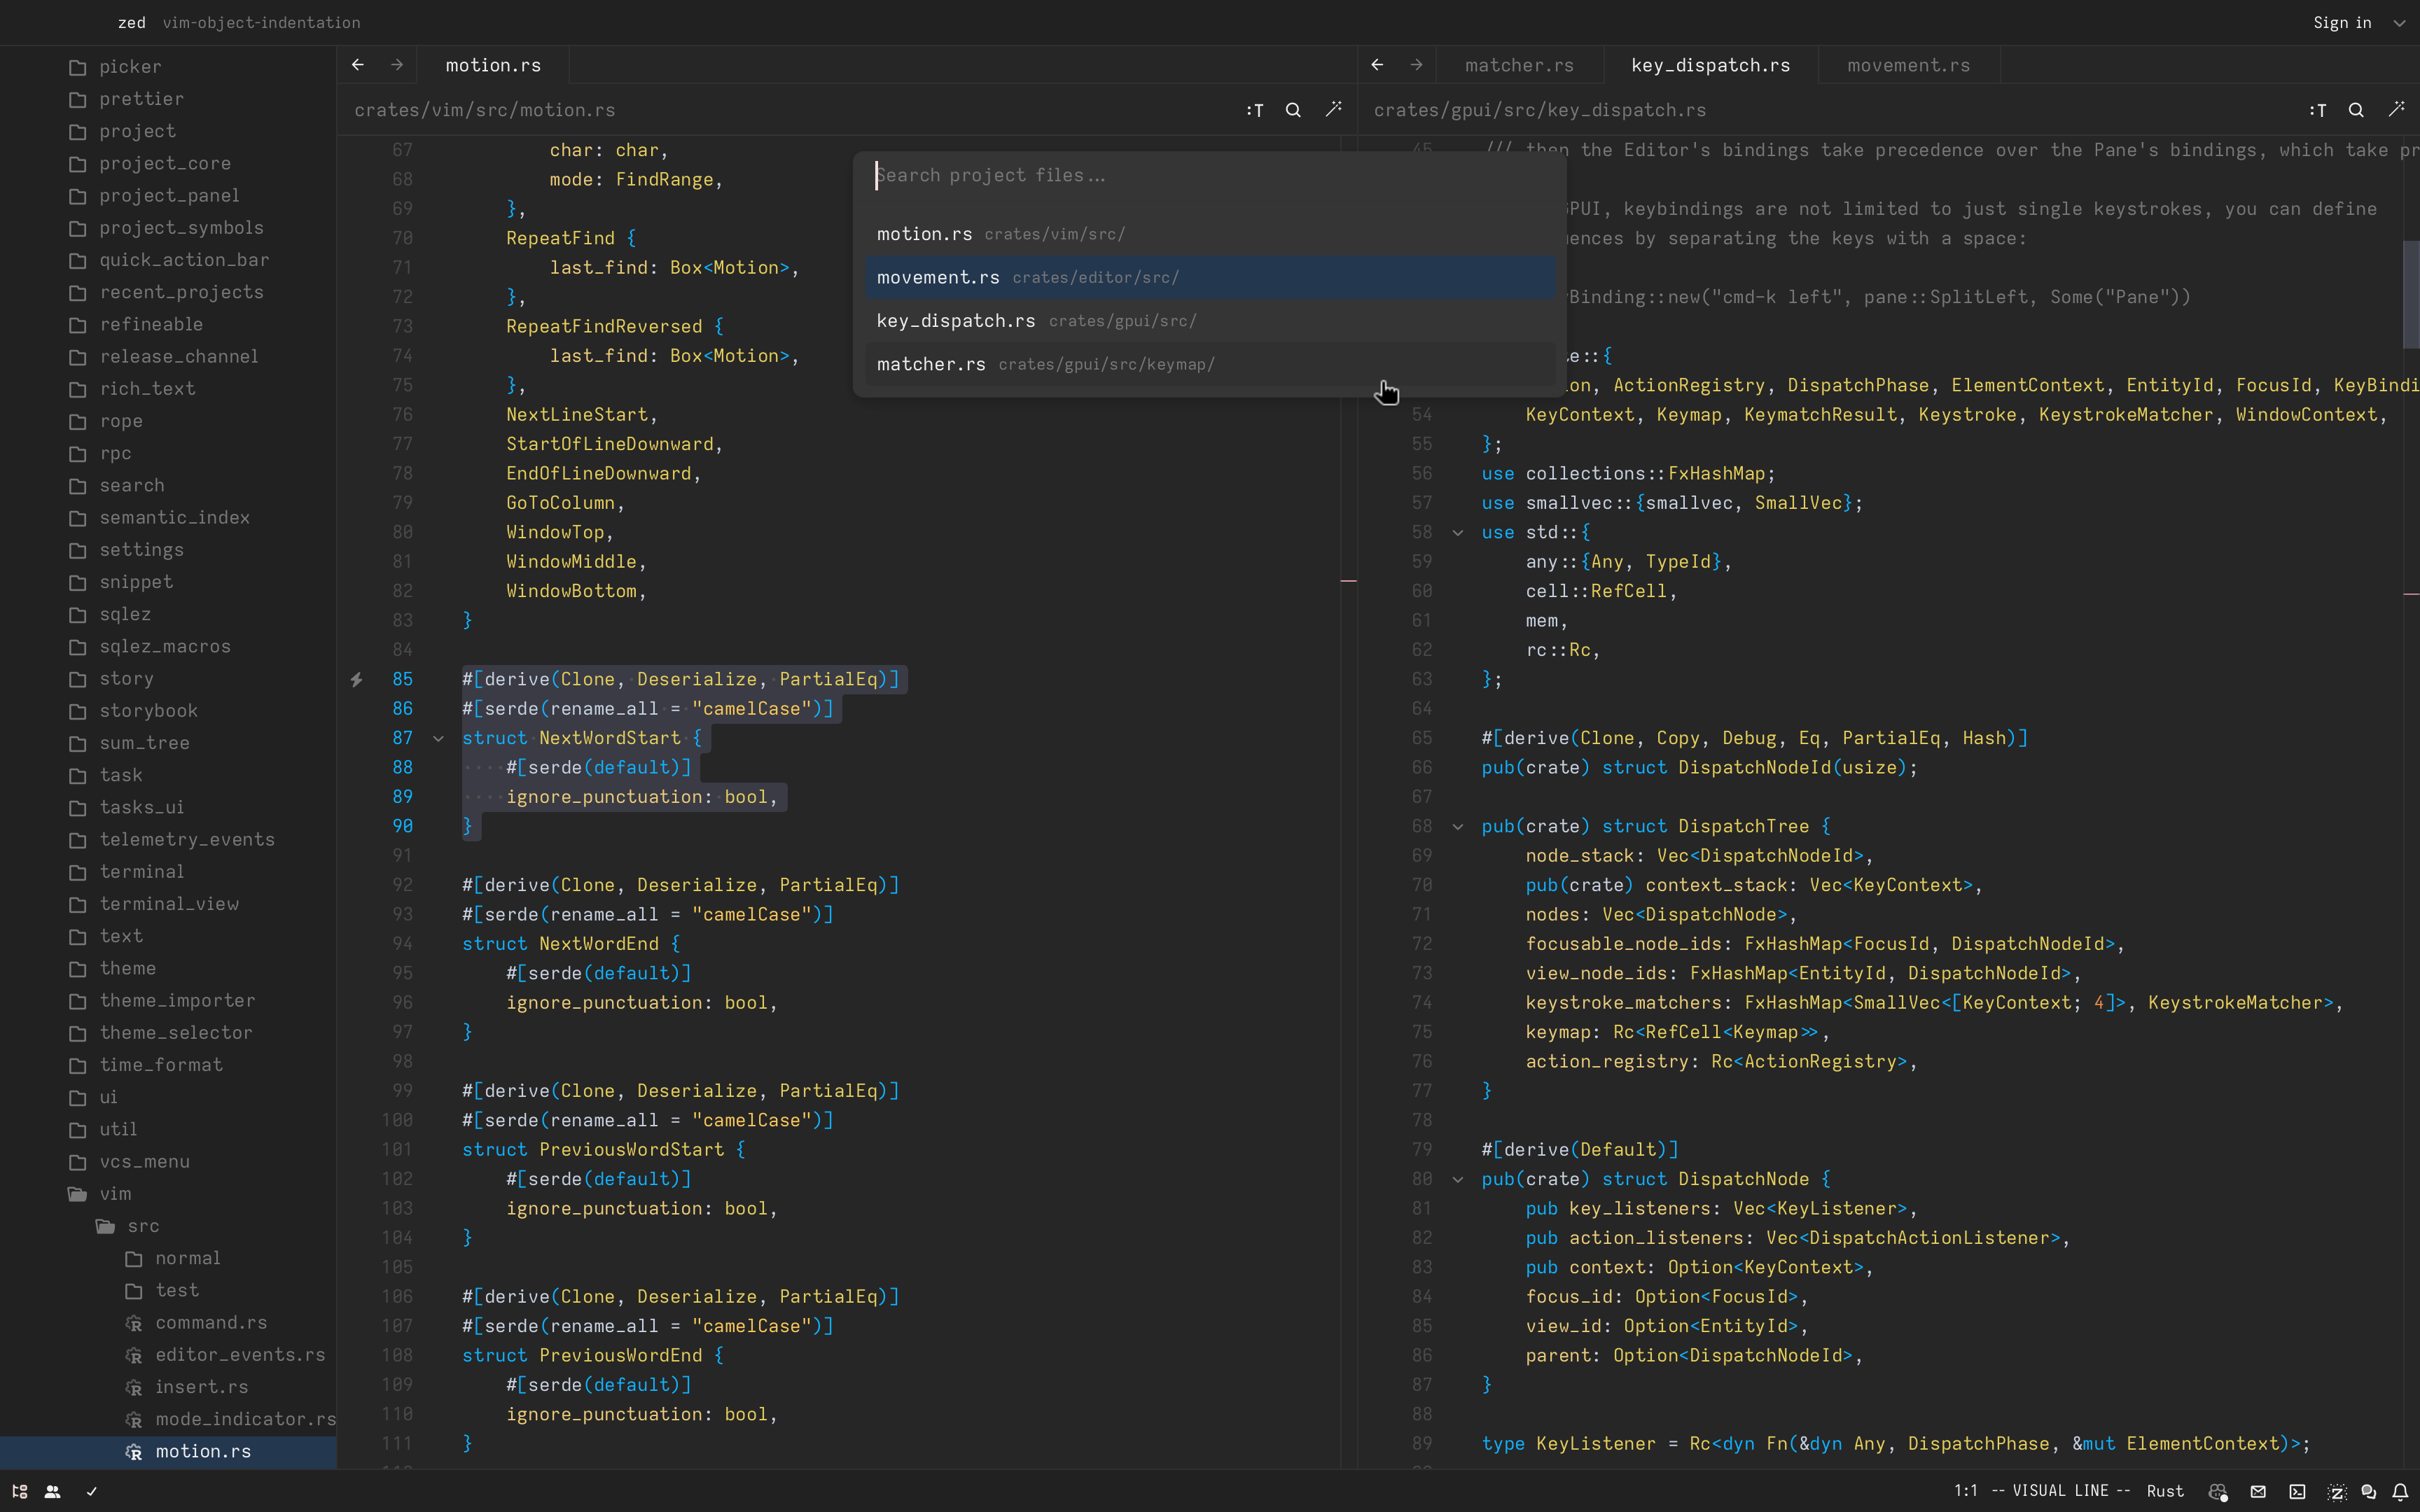 zed vim-object-indentation
Sign in
picker
prettier
project
project_core
project_panel
project_symbols
quick_action_bar
recent_projects
refineable
release_channel
rich_text
rope
rpc
search
semantic_index
settings
snippet
sqlez
sqlez_macros
story
storybook
sum_tree
task
tasks_ui
telemetry_events
terminal
terminal_view
text
theme
theme_importer
theme_selector
time_format
ui
util
vcs_menu
vim
src
normal
test
command.rs
editor_events.rs
insert.rs
mode_indicator.rs
motion.rs
motion.rs
crates/vim/src/motion.rs
:T
67 char: char,
68 mode: FindRange,
69 },
70 RepeatFind {
71 last_find: Box<Motion>,
72 },
73 RepeatFindReversed {
74 last_find: Box<Motion>,
75 },
76 NextLineStart,
77 StartOfLineDownward,
78 EndOfLineDownward,
79 GoToColumn,
80 WindowTop,
81 WindowMiddle,
82 WindowBottom,
83 }
84
85 #[derive(Clone, Deserialize, PartialEq)]
86 #[serde(rename_all = "camelCase")]
87 struct NextWordStart {
88 #[serde(default)]
89 ignore_punctuation: bool,
90 }
91
92 #[derive(Clone, Deserialize, PartialEq)]
93 #[serde(rename_all = "camelCase")]
94 struct NextWordEnd {
95 #[serde(default)]
96 ignore_punctuation: bool,
97 }
98
99 #[derive(Clone, Deserialize, PartialEq)]
100 #[serde(rename_all = "camelCase")]
101 struct PreviousWordStart {
102 #[serde(default)]
103 ignore_punctuation: bool,
104 }
105
106 #[derive(Clone, Deserialize, PartialEq)]
107 #[serde(rename_all = "camelCase")]
108 struct PreviousWordEnd {
109 #[serde(default)]
110 ignore_punctuation: bool,
111 }
Search project files...
motion.rs crates/vim/src/
movement.rs crates/editor/src/
key_dispatch.rs crates/gpui/src/
matcher.rs crates/gpui/src/keymap/
matcher.rs
key_dispatch.rs
movement.rs
crates/gpui/src/key_dispatch.rs
:T
45 /// then the Editor's bindings take precedence over the Pane's bindings, which take pr
GPUI, keybindings are not limited to just single keystrokes, you can define
uences by separating the keys with a space:
yBinding::new("cmd-k left", pane::SplitLeft, Some("Pane"))
e::{
on, ActionRegistry, DispatchPhase, ElementContext, EntityId, FocusId, KeyBindi
54 KeyContext, Keymap, KeymatchResult, Keystroke, KeystrokeMatcher, WindowContext,
55 };
56 use collections::FxHashMap;
57 use smallvec::{smallvec, SmallVec};
58 use std::{
59 any::{Any, TypeId},
60 cell::RefCell,
61 mem,
62 rc::Rc,
63 };
64
65 #[derive(Clone, Copy, Debug, Eq, PartialEq, Hash)]
66 pub(crate) struct DispatchNodeId(usize);
67
68 pub(crate) struct DispatchTree {
69 node_stack: Vec<DispatchNodeId>,
70 pub(crate) context_stack: Vec<KeyContext>,
71 nodes: Vec<DispatchNode>,
72 focusable_node_ids: FxHashMap<FocusId, DispatchNodeId>,
73 view_node_ids: FxHashMap<EntityId, DispatchNodeId>,
74 keystroke_matchers: FxHashMap<SmallVec<[KeyContext; 4]>, KeystrokeMatcher>,
75 keymap: Rc<RefCell<Keymap>>,
76 action_registry: Rc<ActionRegistry>,
77 }
78
79 #[derive(Default)]
80 pub(crate) struct DispatchNode {
81 pub key_listeners: Vec<KeyListener>,
82 pub action_listeners: Vec<DispatchActionListener>,
83 pub context: Option<KeyContext>,
84 focus_id: Option<FocusId>,
85 view_id: Option<EntityId>,
86 parent: Option<DispatchNodeId>,
87 }
88
89 type KeyListener = Rc<dyn Fn(&dyn Any, DispatchPhase, &mut ElementContext)>;
1:1 -- VISUAL LINE -- Rust